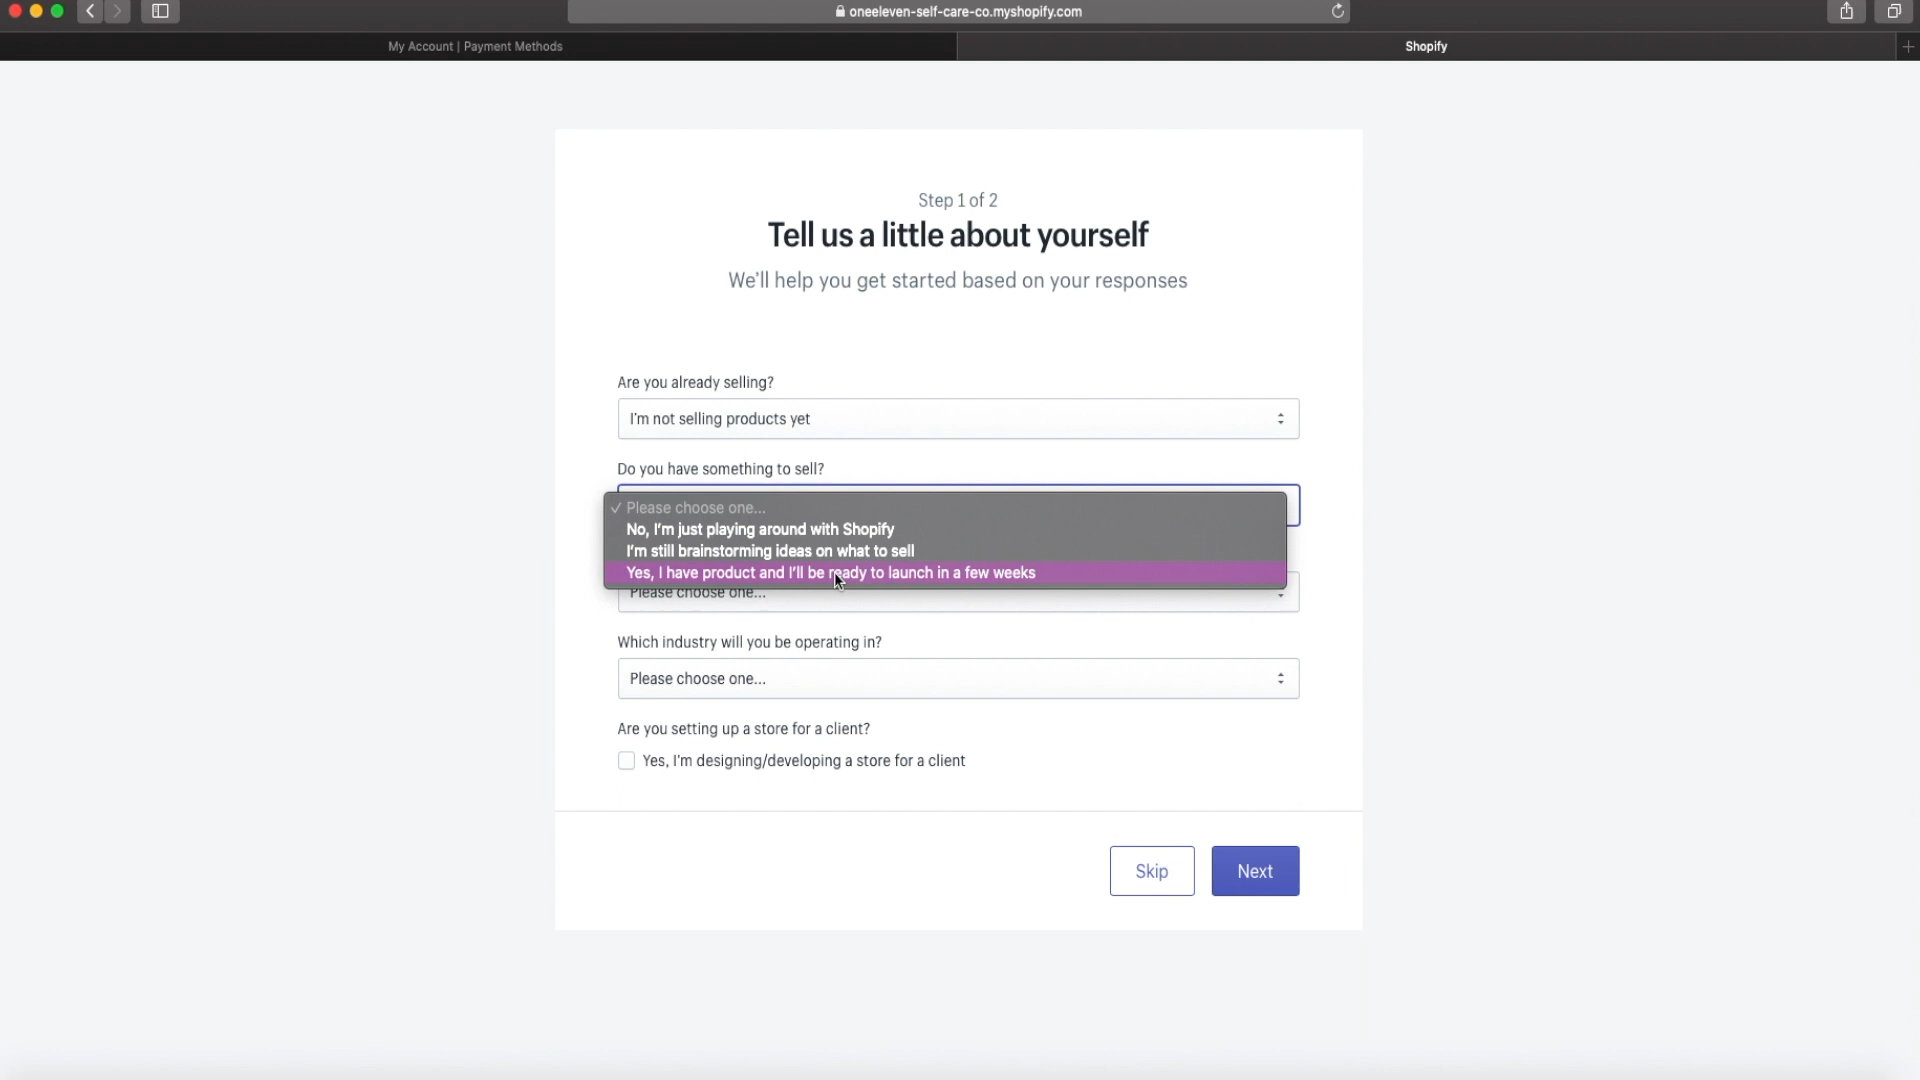 oneeleven-self-care-co.myshopify.com
My Account | Payment Methods
Shopify
Step 1 of 2
Tell us a little about yourself
We'll help you get started based on your responses
Are you already selling?
I'm not selling products yet
Do you have something to sell?
✓ Please choose one...
No, I'm just playing around with Shopify
I'm still brainstorming ideas on what to sell
Yes, I have product and I'll be ready to launch in a few weeks
Please choose one...
Which industry will you be operating in?
Please choose one...
Are you setting up a store for a client?
Yes, I'm designing/developing a store for a client
Skip
Next